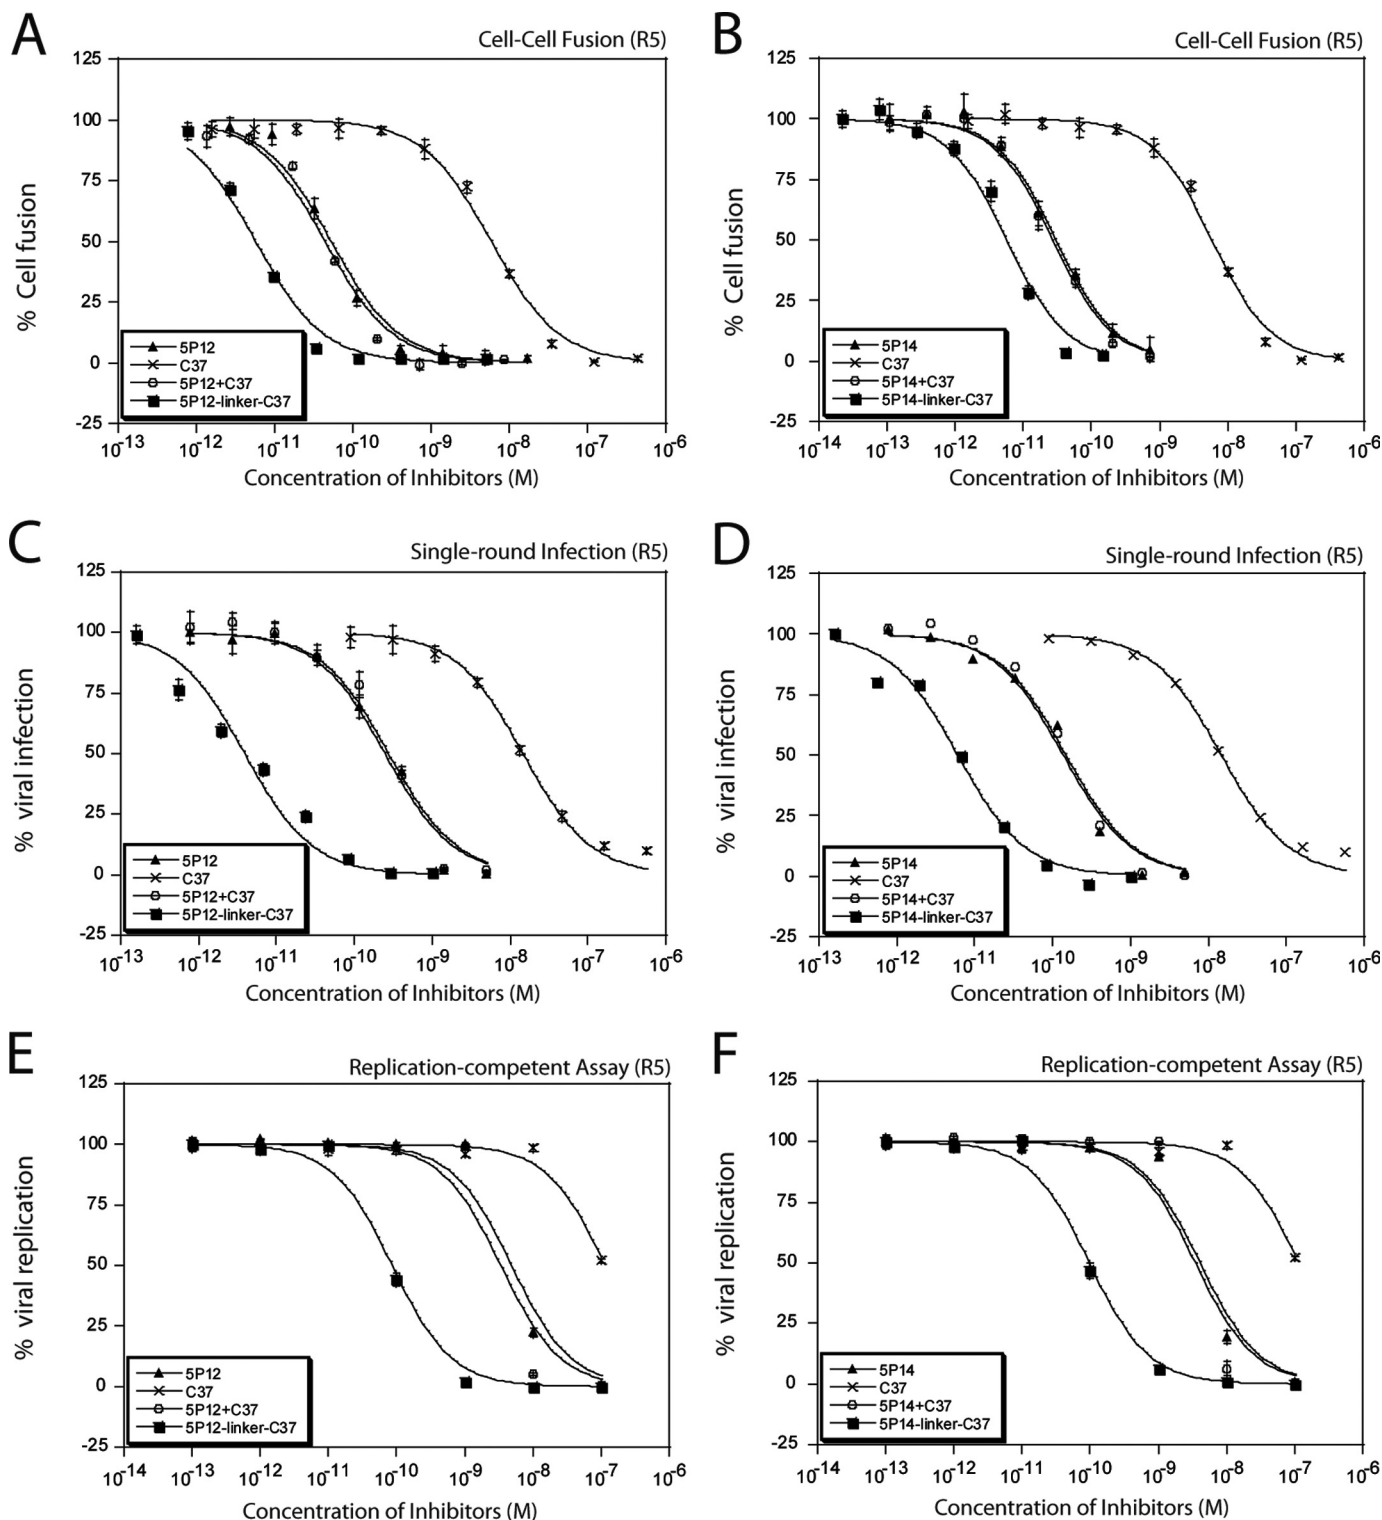 A
Cell-Cell Fusion (R5)
125
100
75
50
25
0
-25
% Cell fusion
5P12
C37
5P12+C37
5P12-linker-C37
10-13 10-12 10-11 10-10 10-9 10-8 10-7 10-6
Concentration of Inhibitors (M)
B
Cell-Cell Fusion (R5)
125
100
75
50
25
0
-25
% Cell fusion
5P14
C37
5P14+C37
5P14-linker-C37
10-14 10-13 10-12 10-11 10-10 10-9 10-8 10-7 10-6
Concentration of Inhibitors (M)
C
Single-round Infection (R5)
125
100
75
50
25
0
-25
% viral infection
5P12
C37
5P12+C37
5P12-linker-C37
10-13 10-12 10-11 10-10 10-9 10-8 10-7 10-6
Concentration of Inhibitors (M)
D
Single-round Infection (R5)
125
100
75
50
25
0
-25
% viral infection
5P14
C37
5P14+C37
5P14-linker-C37
10-13 10-12 10-11 10-10 10-9 10-8 10-7 10-6
Concentration of Inhibitors (M)
E
Replication-competent Assay (R5)
125
100
75
50
25
0
-25
% viral replication
5P12
C37
5P12+C37
5P12-linker-C37
10-14 10-13 10-12 10-11 10-10 10-9 10-8 10-7 10-6
Concentration of Inhibitors (M)
F
Replication-competent Assay (R5)
125
100
75
50
25
0
-25
% viral replication
5P14
C37
5P14+C37
5P14-linker-C37
10-14 10-13 10-12 10-11 10-10 10-9 10-8 10-7 10-6
Concentration of Inhibitors (M)